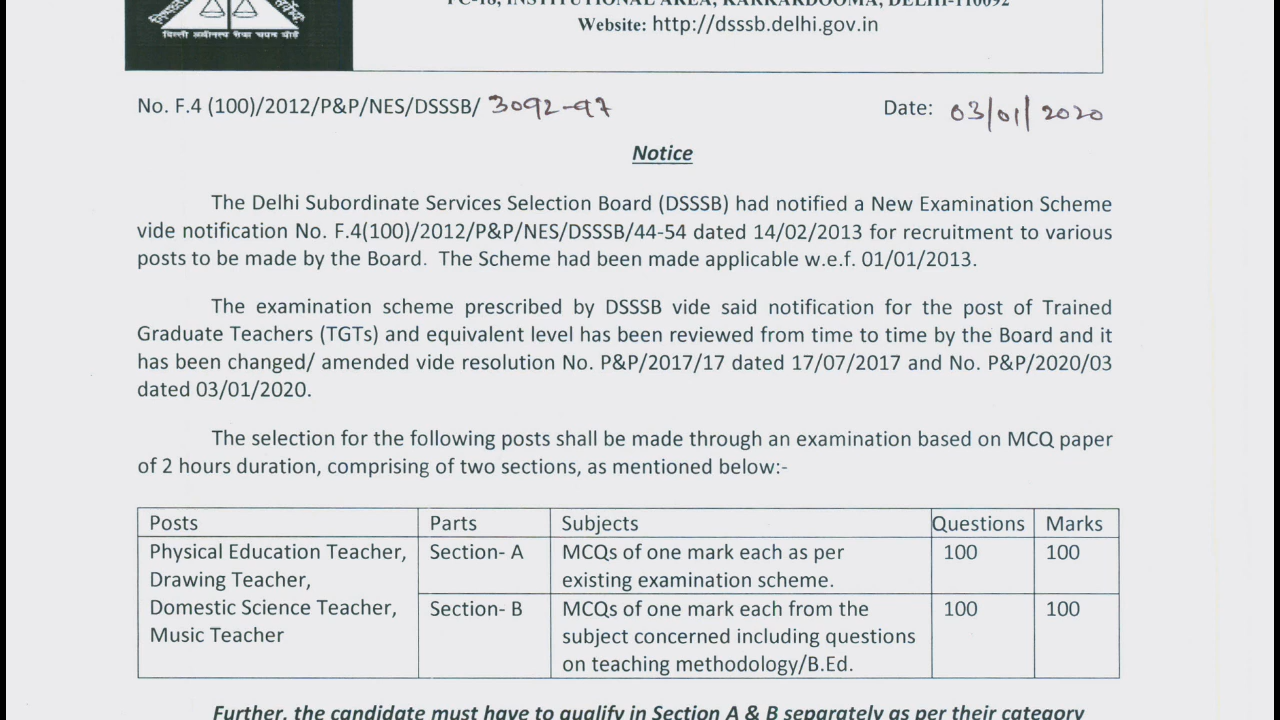 दिल्ली अधीनस्थ सेवा चयन बोर्ड
FC-18, INSTITUTIONAL AREA, KARKARDOOMA, DELHI-110092
Website: http://dsssb.delhi.gov.in
No. F.4 (100)/2012/P&P/NES/DSSSB/ 3092-97 Date: 03/01/2020
Notice
The Delhi Subordinate Services Selection Board (DSSSB) had notified a New Examination Scheme
vide notification No. F.4(100)/2012/P&P/NES/DSSSB/44-54 dated 14/02/2013 for recruitment to various
posts to be made by the Board. The Scheme had been made applicable w.e.f. 01/01/2013.
The examination scheme prescribed by DSSSB vide said notification for the post of Trained
Graduate Teachers (TGTs) and equivalent level has been reviewed from time to time by the Board and it
has been changed/ amended vide resolution No. P&P/2017/17 dated 17/07/2017 and No. P&P/2020/03
dated 03/01/2020.
The selection for the following posts shall be made through an examination based on MCQ paper
of 2 hours duration, comprising of two sections, as mentioned below:-
Posts Parts Subjects Questions Marks
Physical Education Teacher, Section- A MCQs of one mark each as per 100 100
Drawing Teacher, existing examination scheme.
Domestic Science Teacher, Section- B MCQs of one mark each from the 100 100
Music Teacher subject concerned including questions
on teaching methodology/B.Ed.
Further, the candidate must have to qualify in Section A & B separately as per their category